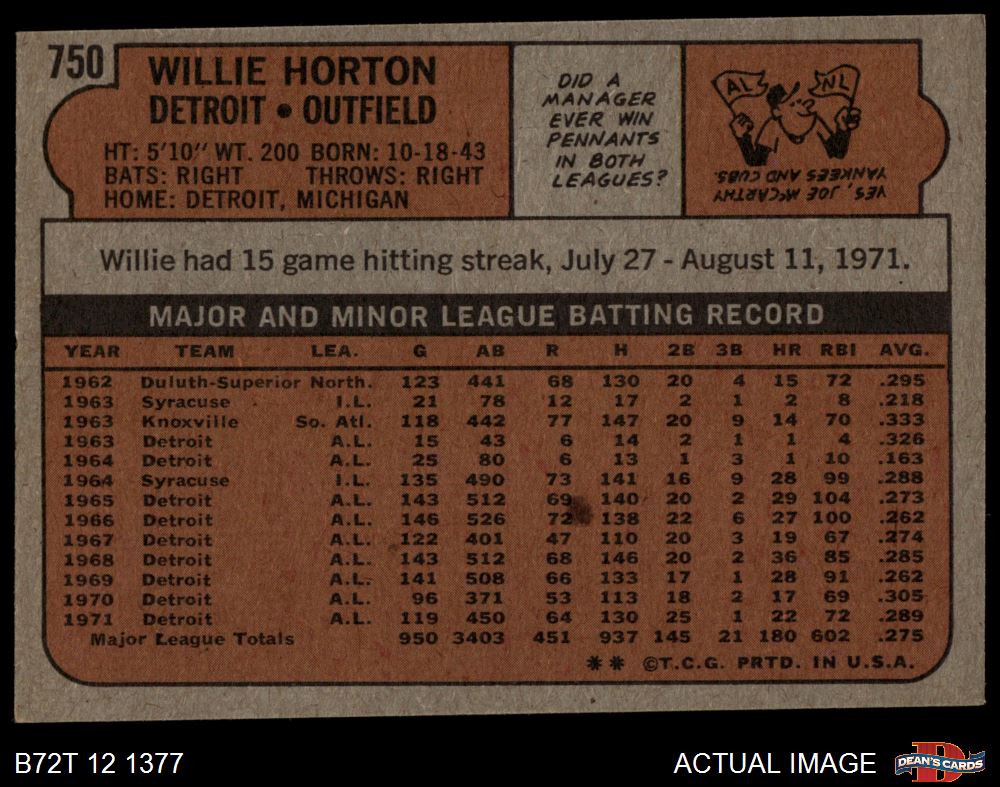 750
WILLIE HORTON
DETROIT • OUTFIELD
HT: 5'10" WT. 200 BORN: 10-18-43
BATS: RIGHT THROWS: RIGHT
HOME: DETROIT, MICHIGAN
DID A
MANAGER
EVER WIN
PENNANTS
IN BOTH
LEAGUES?
AL NL
YES, JOE McCARTHY
YANKEES AND CUBS.
Willie had 15 game hitting streak, July 27 - August 11, 1971.
MAJOR AND MINOR LEAGUE BATTING RECORD
YEAR TEAM LEA. G AB R H 2B 3B HR RBI AVG.
1962 Duluth-Superior North. 123 441 68 130 20 4 15 72 .295
1963 Syracuse I.L. 21 78 12 17 2 1 2 8 .218
1963 Knoxville So. Atl. 118 442 77 147 20 9 14 70 .333
1963 Detroit A.L. 15 43 6 14 2 1 1 4 .326
1964 Detroit A.L. 25 80 6 13 1 3 1 10 .163
1964 Syracuse I.L. 135 490 73 141 16 9 28 99 .288
1965 Detroit A.L. 143 512 69 140 20 2 29 104 .273
1966 Detroit A.L. 146 526 72 138 22 6 27 100 .262
1967 Detroit A.L. 122 401 47 110 20 3 19 67 .274
1968 Detroit A.L. 143 512 68 146 20 2 36 85 .285
1969 Detroit A.L. 141 508 66 133 17 1 28 91 .262
1970 Detroit A.L. 96 371 53 113 18 2 17 69 .305
1971 Detroit A.L. 119 450 64 130 25 1 22 72 .289
Major League Totals 950 3403 451 937 145 21 180 602 .275
** ©T.C.G. PRTD. IN U.S.A.
B72T 12 1377
ACTUAL IMAGE
DEAN'S CARDS